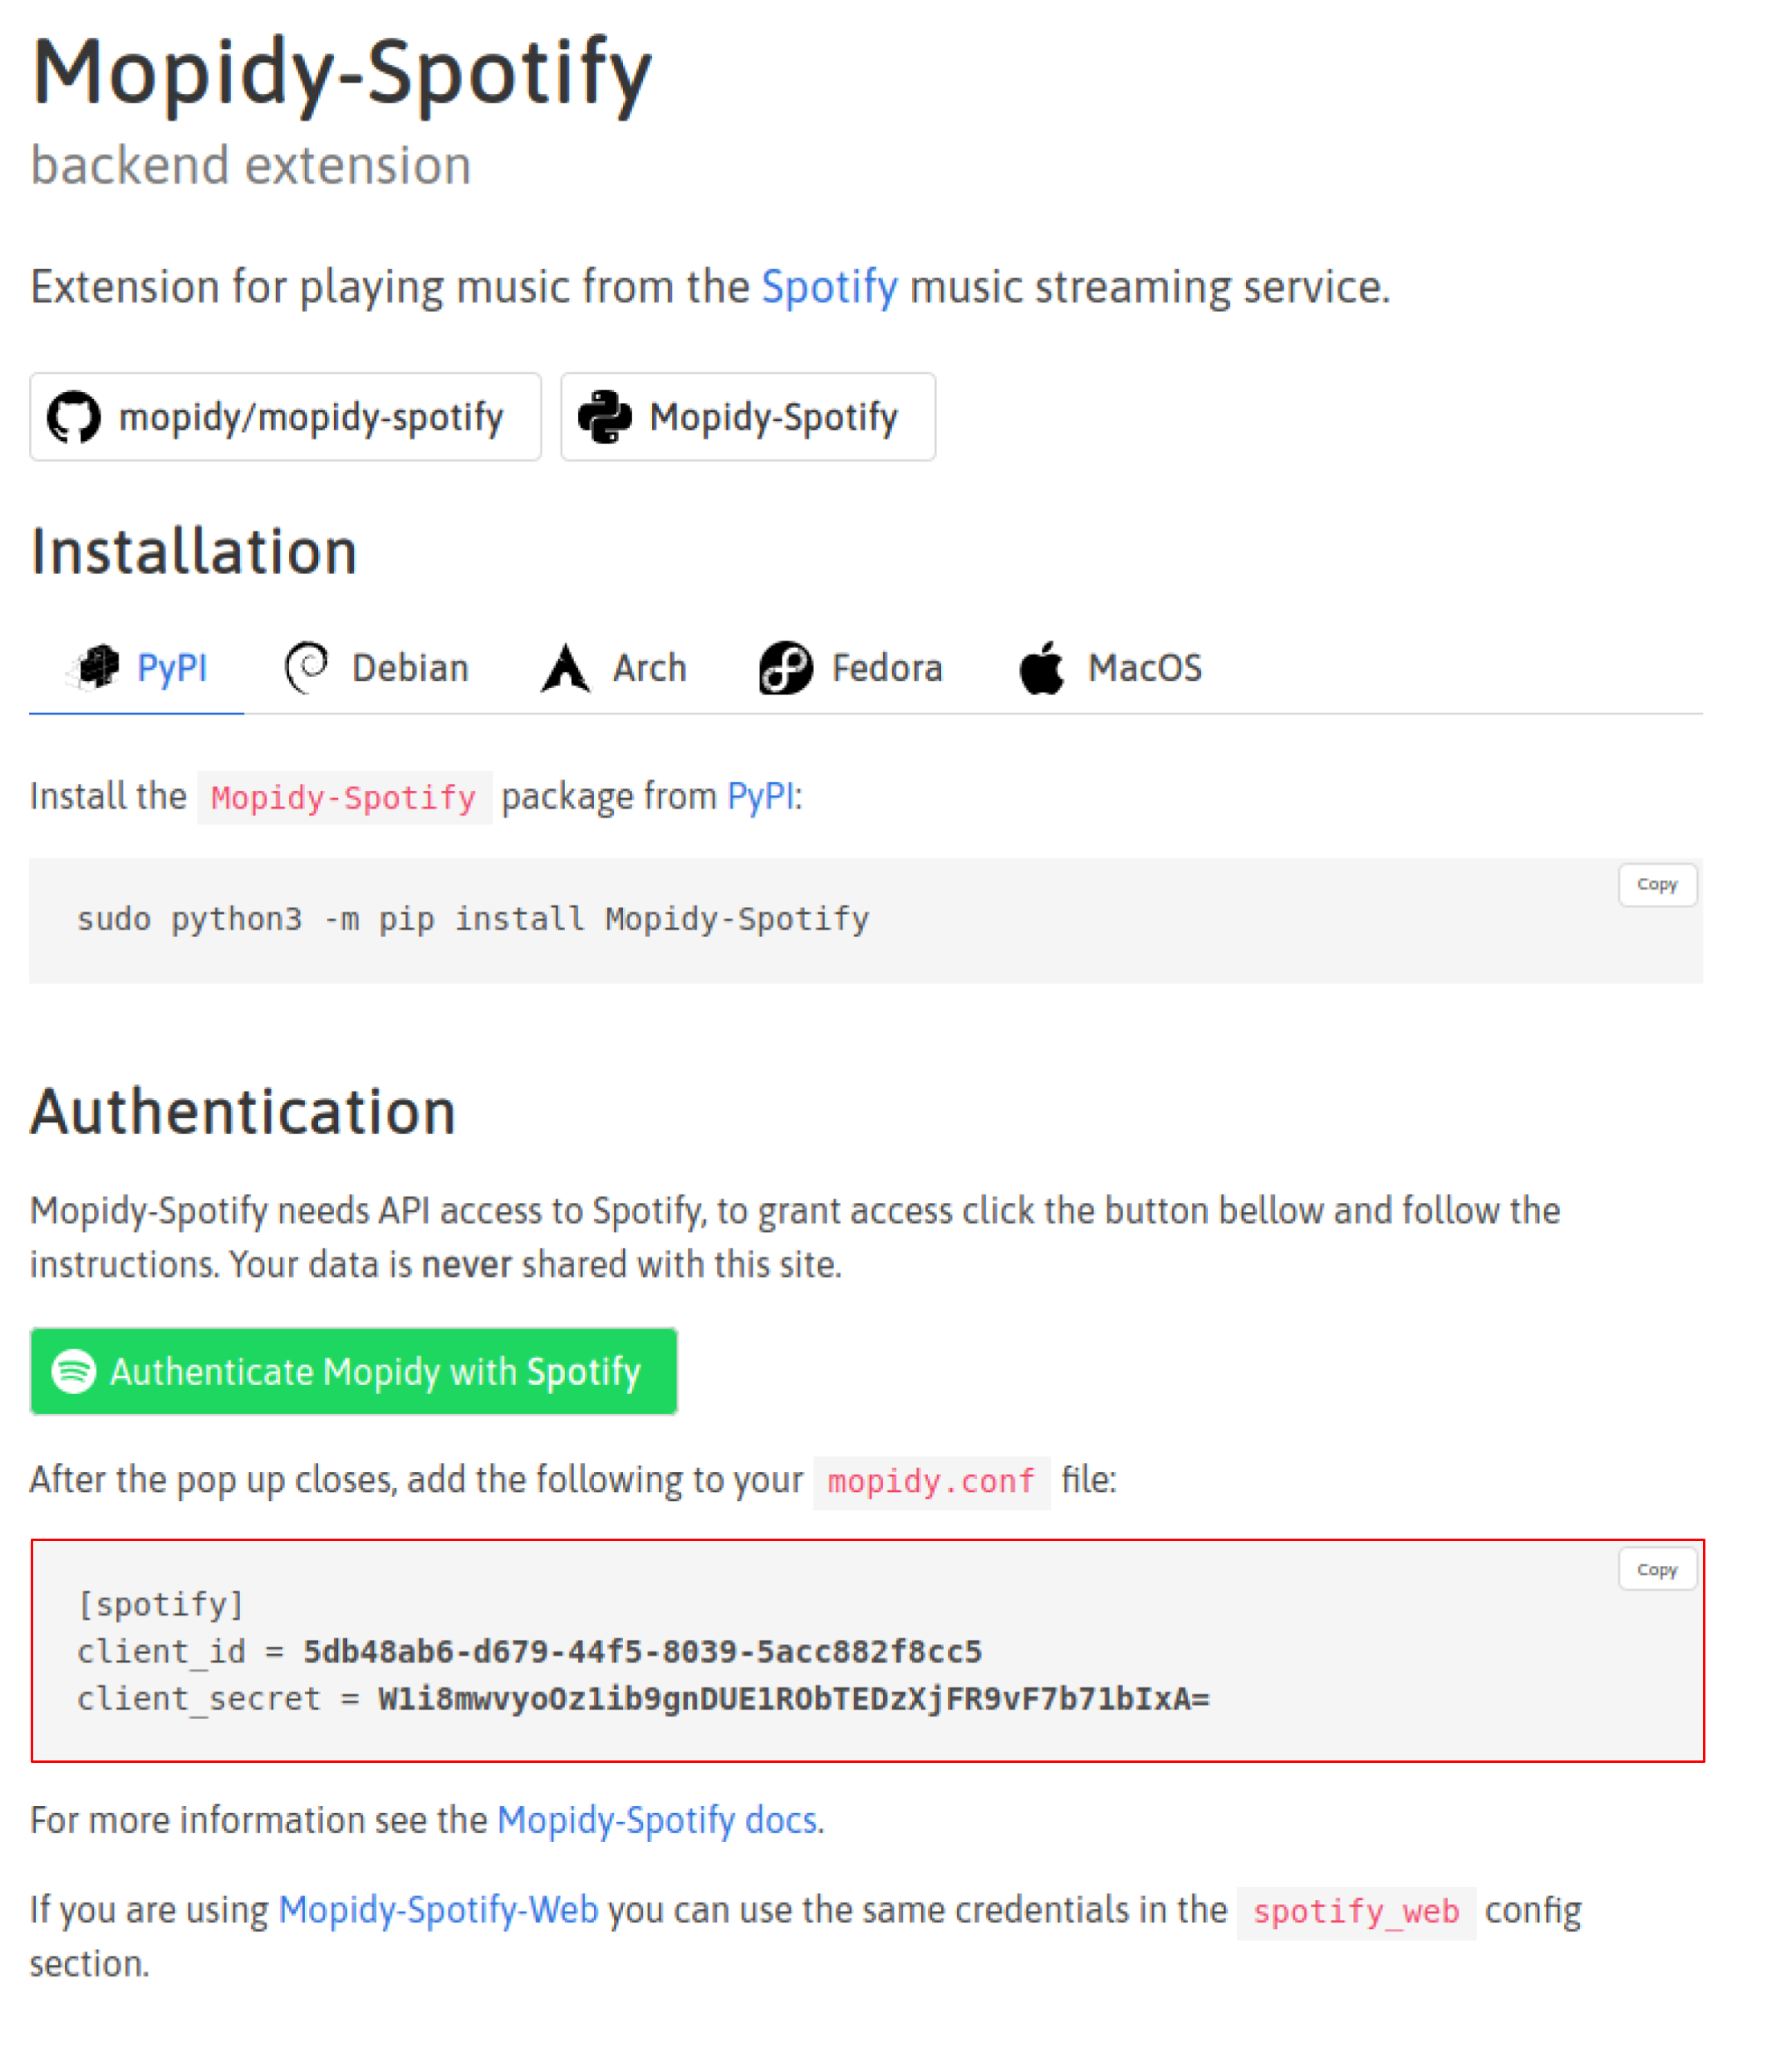 Mopidy-Spotify
backend extension
Extension for playing music from the Spotify music streaming service.
mopidy/mopidy-spotify Mopidy-Spotify
Installation
PyPI Debian Arch Fedora MacOS
Install the Mopidy-Spotify package from PyPI:
Copy
sudo python3 -m pip install Mopidy-Spotify
Authentication
Mopidy-Spotify needs API access to Spotify, to grant access click the button bellow and follow the
instructions. Your data is never shared with this site.
Authenticate Mopidy with Spotify
After the pop up closes, add the following to your mopidy.conf file:
Copy
[spotify]
client_id = 5db48ab6-d679-44f5-8039-5acc882f8cc5
client_secret = W1i8mwvyoOz1ib9gnDUE1RObTEDzXjFR9vF7b71bIxA=
For more information see the Mopidy-Spotify docs.
If you are using Mopidy-Spotify-Web you can use the same credentials in the spotify_web config
section.